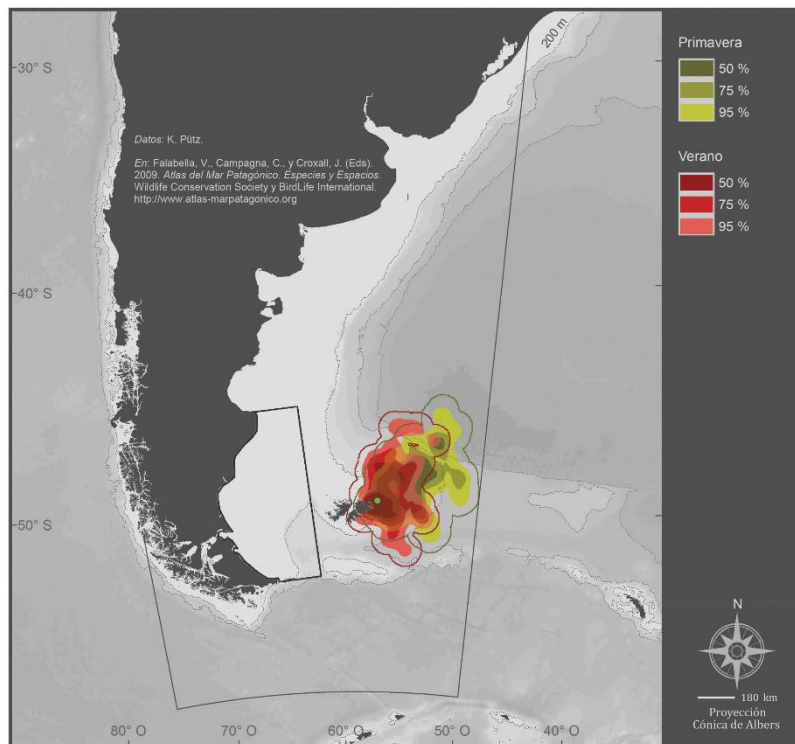 30° S
40° S
50° S
200 m
Datos: K. Pütz.
En: Falabella, V., Campagna, C., y Croxall, J. (Eds).
2009. Atlas del Mar Patagónico. Especies y Espacios.
Wildlife Conservation Society y BirdLife International.
http://www.atlas-marpatagonico.org
80° O
70° O
60° O
50° O
40° O
Primavera
50 %
75 %
95 %
Verano
50 %
75 %
95 %
N
180 km
Proyección
Cónica de Albers